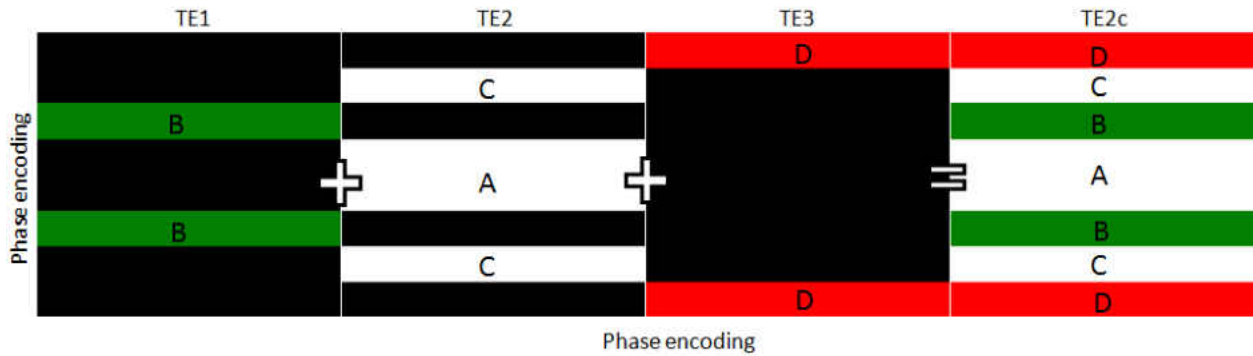 TE1 TE2 TE3 TE2c
D D
C C
B B
A A
B B
C C
D D
Phase encoding
Phase encoding